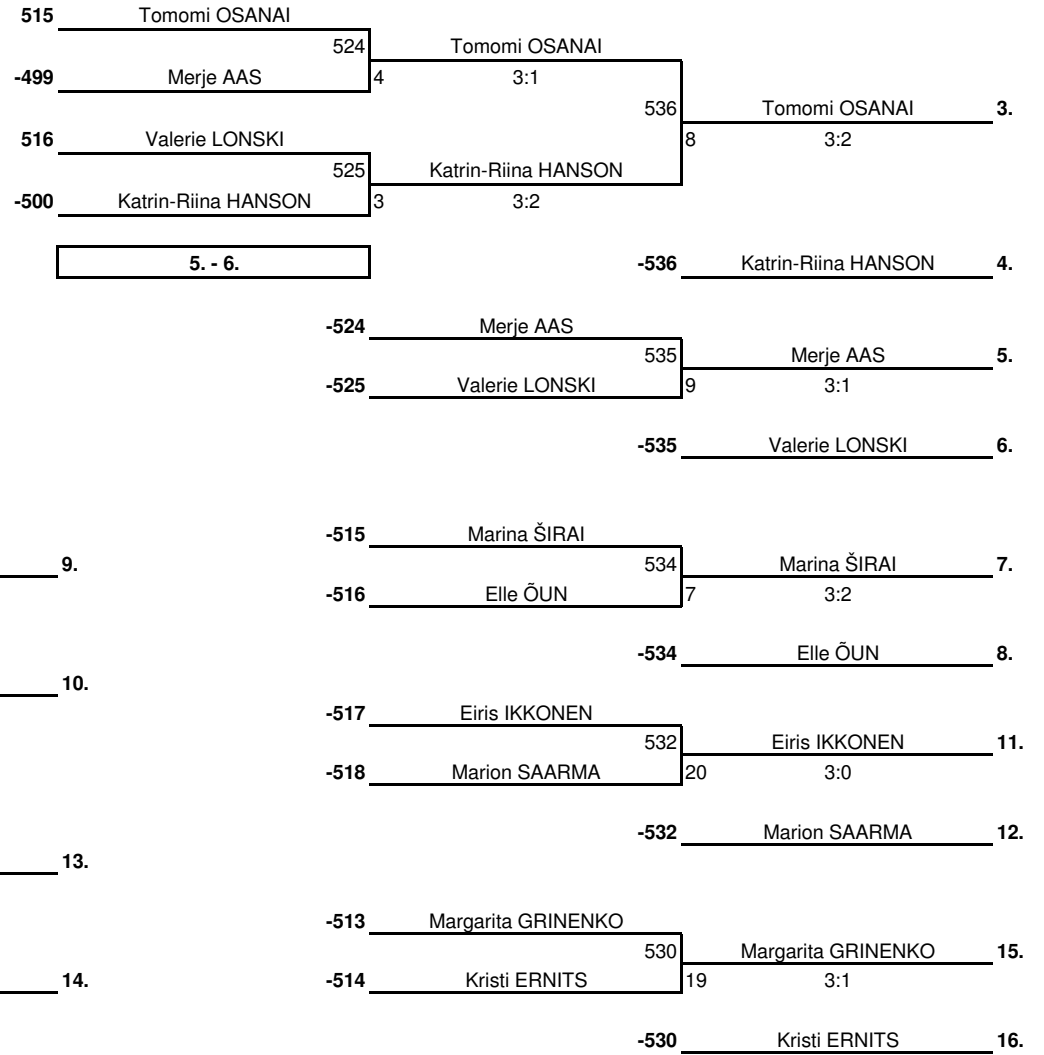 515 Tomomi OSANAI
524 Tomomi OSANAI
-499 Merje AAS 4 3:1
536 Tomomi OSANAI 3.
516 Valerie LONSKI 8 3:2
525 Katrin-Riina HANSON
-500 Katrin-Riina HANSON 3 3:2
5. - 6. -536 Katrin-Riina HANSON 4.
-524 Merje AAS
535 Merje AAS 5.
-525 Valerie LONSKI 9 3:1
-535 Valerie LONSKI 6.
-515 Marina ŠIRAI
9. 534 Marina ŠIRAI 7.
-516 Elle ÕUN 7 3:2
-534 Elle ÕUN 8.
10.
-517 Eiris IKKONEN
532 Eiris IKKONEN 11.
-518 Marion SAARMA 20 3:0
-532 Marion SAARMA 12.
13.
-513 Margarita GRINENKO
530 Margarita GRINENKO 15.
14. -514 Kristi ERNITS 19 3:1
-530 Kristi ERNITS 16.